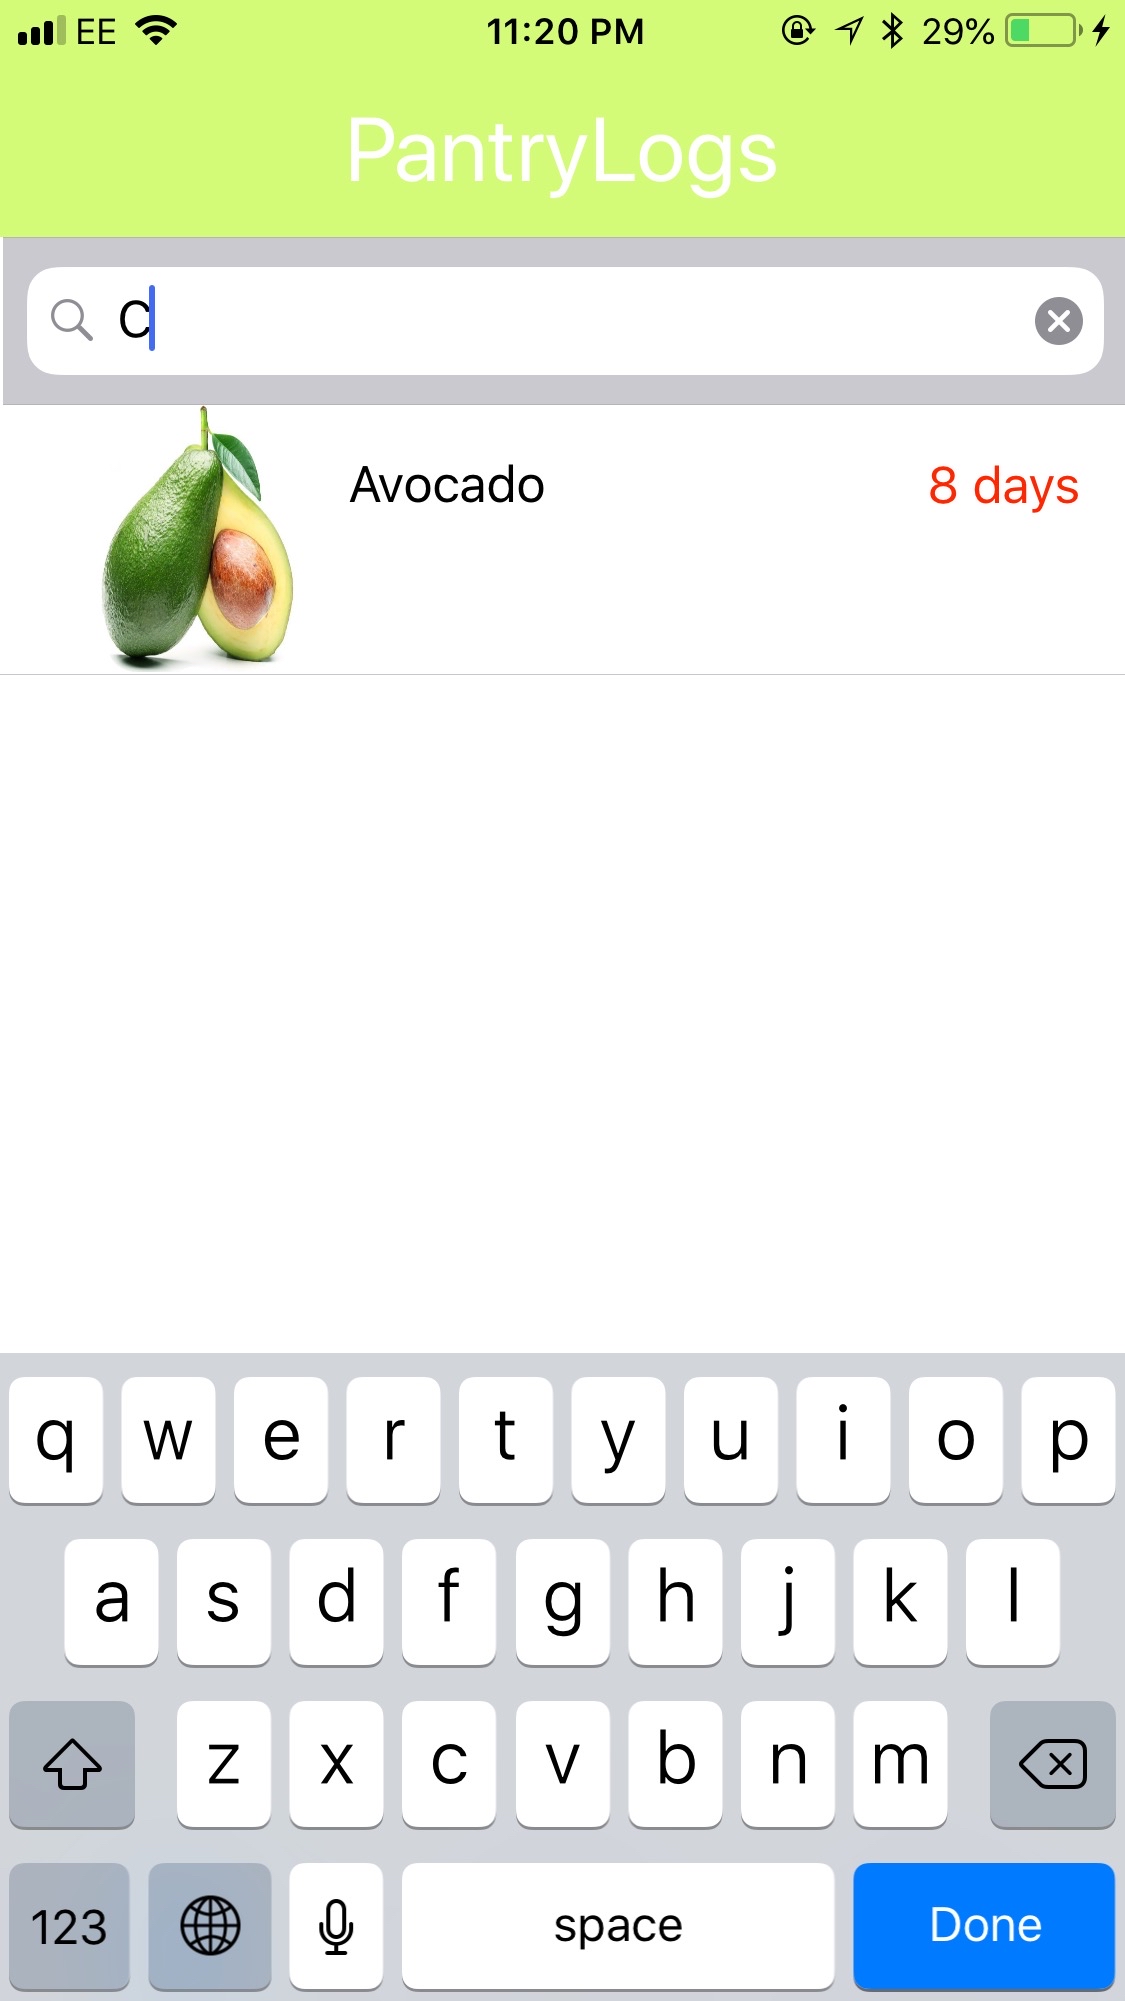 EE 11:20 PM 29%
PantryLogs
C
Avocado 8 days
q w e r t y u i o p
a s d f g h j k l
z x c v b n m
123 space Done